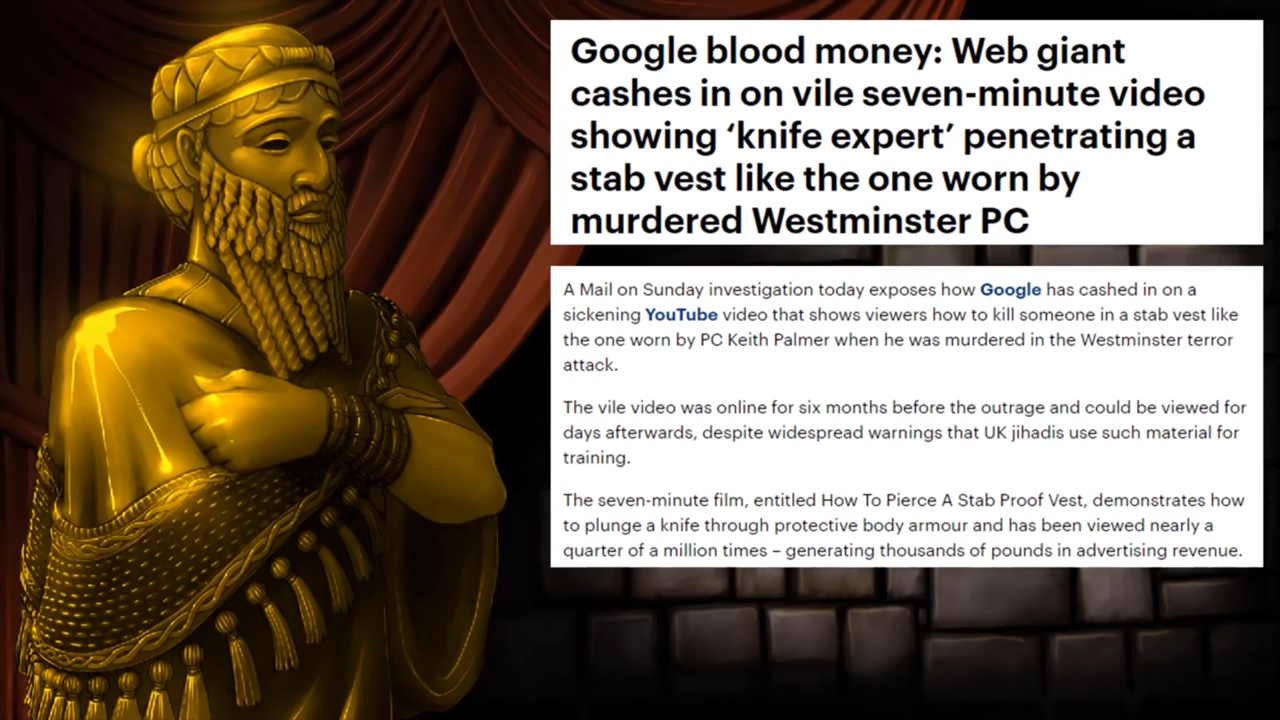 Google blood money: Web giant
cashes in on vile seven-minute video
showing ‘knife expert’ penetrating a
stab vest like the one worn by
murdered Westminster PC
A Mail on Sunday investigation today exposes how Google has cashed in on a
sickening YouTube video that shows viewers how to kill someone in a stab vest like
the one worn by PC Keith Palmer when he was murdered in the Westminster terror
attack.
The vile video was online for six months before the outrage and could be viewed for
days afterwards, despite widespread warnings that UK jihadis use such material for
training.
The seven-minute film, entitled How To Pierce A Stab Proof Vest, demonstrates how
to plunge a knife through protective body armour and has been viewed nearly a
quarter of a million times – generating thousands of pounds in advertising revenue.